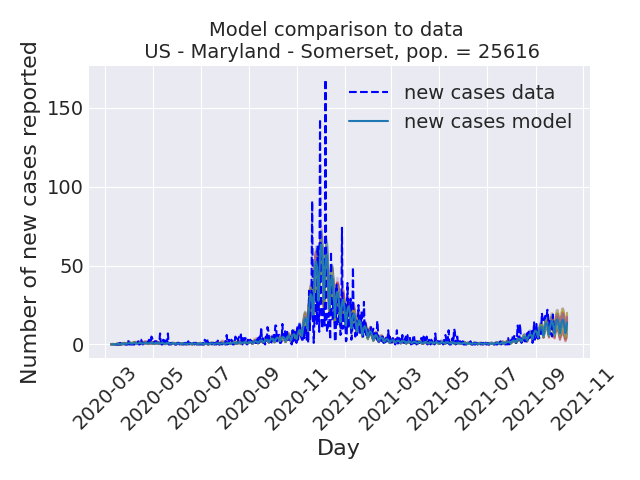 Model comparison to data
US - Maryland - Somerset, pop. = 25616
Number of new cases reported
150
100
50
0
new cases data
new cases model
2020-03
2020-05
2020-07
2020-09
2020-11
2021-01
2021-03
2021-05
2021-07
2021-09
2021-11
Day